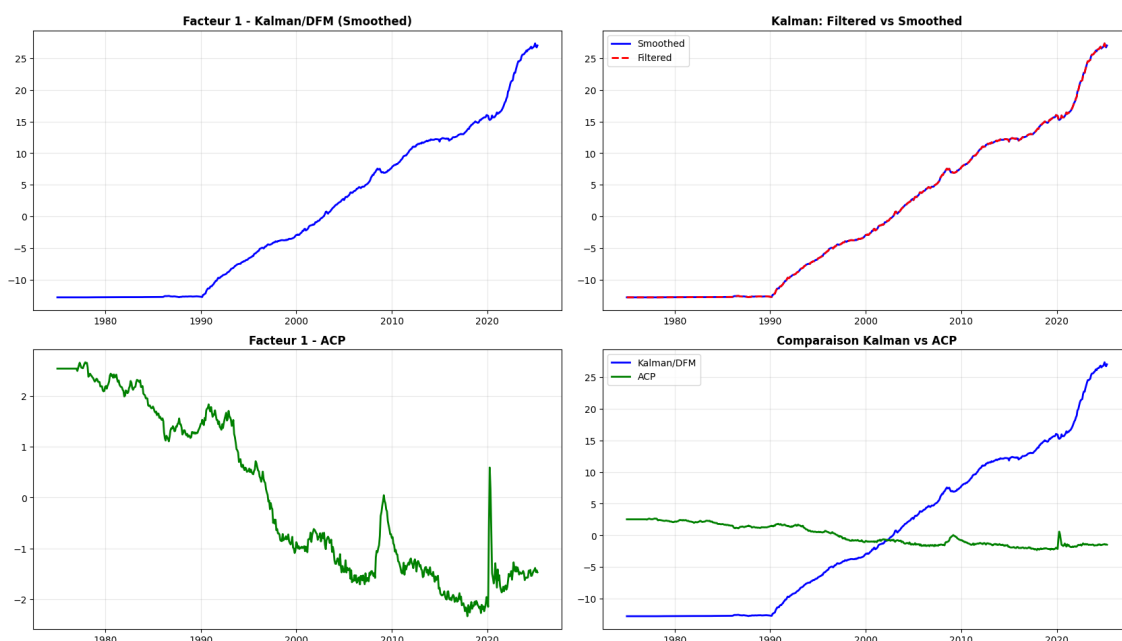 Facteur 1 - Kalman/DFM (Smoothed)
25
20
15
10
5
0
−5
−10
1980 1990 2000 2010 2020
Kalman: Filtered vs Smoothed
Smoothed
Filtered
25
20
15
10
5
0
−5
−10
1980 1990 2000 2010 2020
Facteur 1 - ACP
2
1
0
−1
−2
1980 1990 2000 2010 2020
Comparaison Kalman vs ACP
Kalman/DFM
ACP
25
20
15
10
5
0
−5
−10
1980 1990 2000 2010 2020